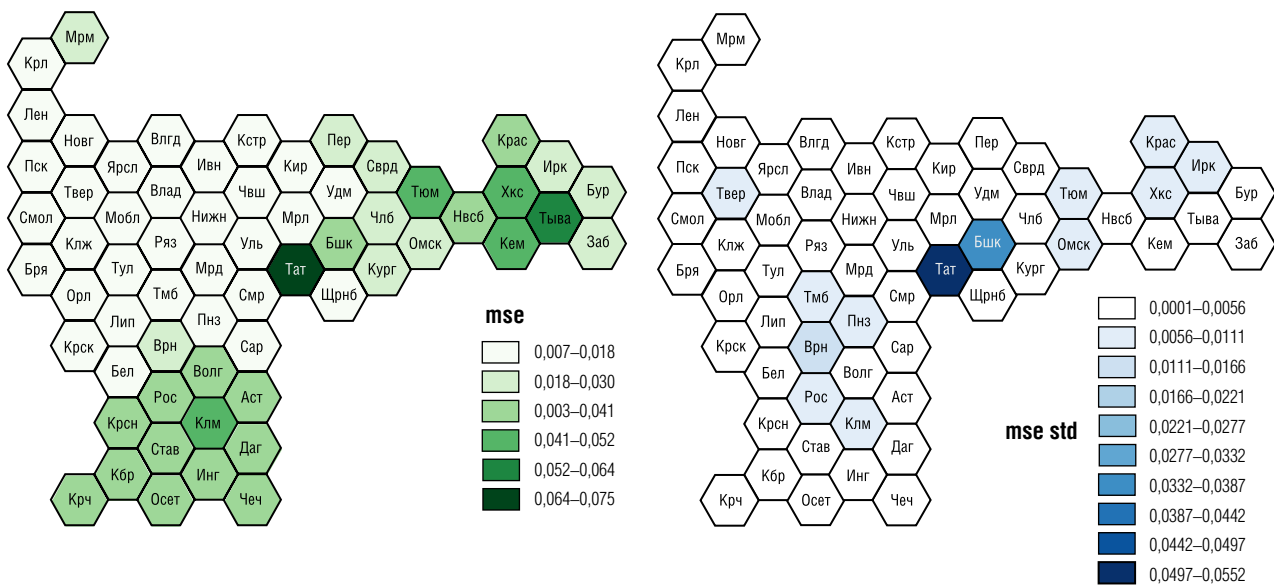 Мрм
Крл
Лен
Новг Влгд Кстр Пер Крас
Пск Ярсл Ивн Кир Сврд Ирк
Твер Влад Чвш Удм Тюм Хкс Бур
Смол Мобл Нижн Мрл Члб Нвсб Тыва
Клж Ряз Уль Бшк Омск Кем Заб
Бря Тул Мрд Тат Кург
Орл Тмб Смр Щрнб
Крск Лип Пнз
Бел Врн Волг Сар
Крсн Рос Клм Аст
Кбр Став Инг Даг
Крч Осет Чеч
mse
0,007–0,018
0,018–0,030
0,003–0,041
0,041–0,052
0,052–0,064
0,064–0,075
Мрм
Крл
Лен
Новг Влгд Кстр Пер Крас
Пск Ярсл Ивн Кир Сврд Ирк
Твер Влад Чвш Удм Тюм Хкс Бур
Смол Мобл Нижн Мрл Члб Нвсб Тыва
Клж Ряз Уль Бшк Омск Кем Заб
Бря Тул Мрд Тат Кург
Орл Тмб Смр Щрнб
Крск Лип Пнз
Бел Врн Волг Сар
Крсн Рос Клм Аст
Кбр Став Инг Даг
Крч Осет Чеч
mse std
0,0001–0,0056
0,0056–0,0111
0,0111–0,0166
0,0166–0,0221
0,0221–0,0277
0,0277–0,0332
0,0332–0,0387
0,0387–0,0442
0,0442–0,0497
0,0497–0,0552